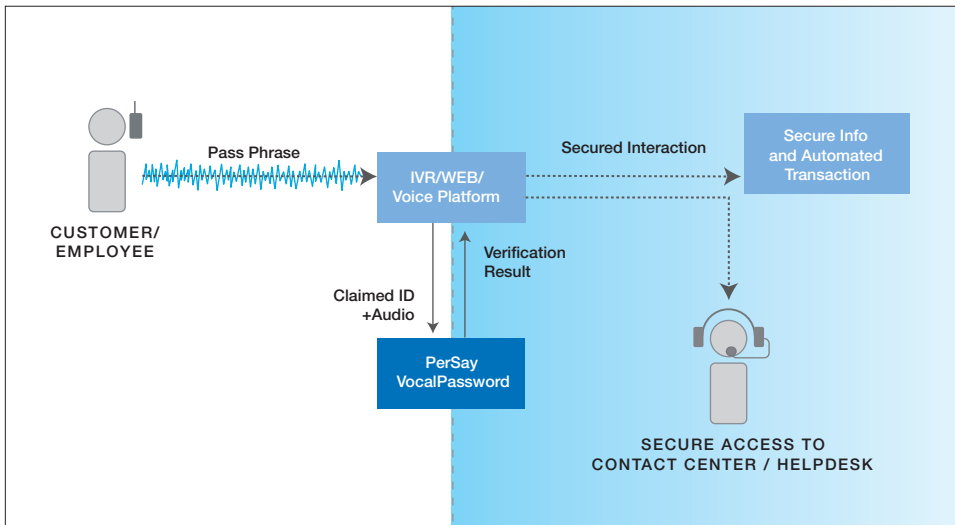 Pass Phrase
CUSTOMER/
EMPLOYEE
IVR/WEB/
Voice Platform
Secured Interaction
Secure Info
and Automated
Transaction
Verification
Result
Claimed ID
+Audio
PerSay
VocalPassword
SECURE ACCESS TO
CONTACT CENTER / HELPDESK